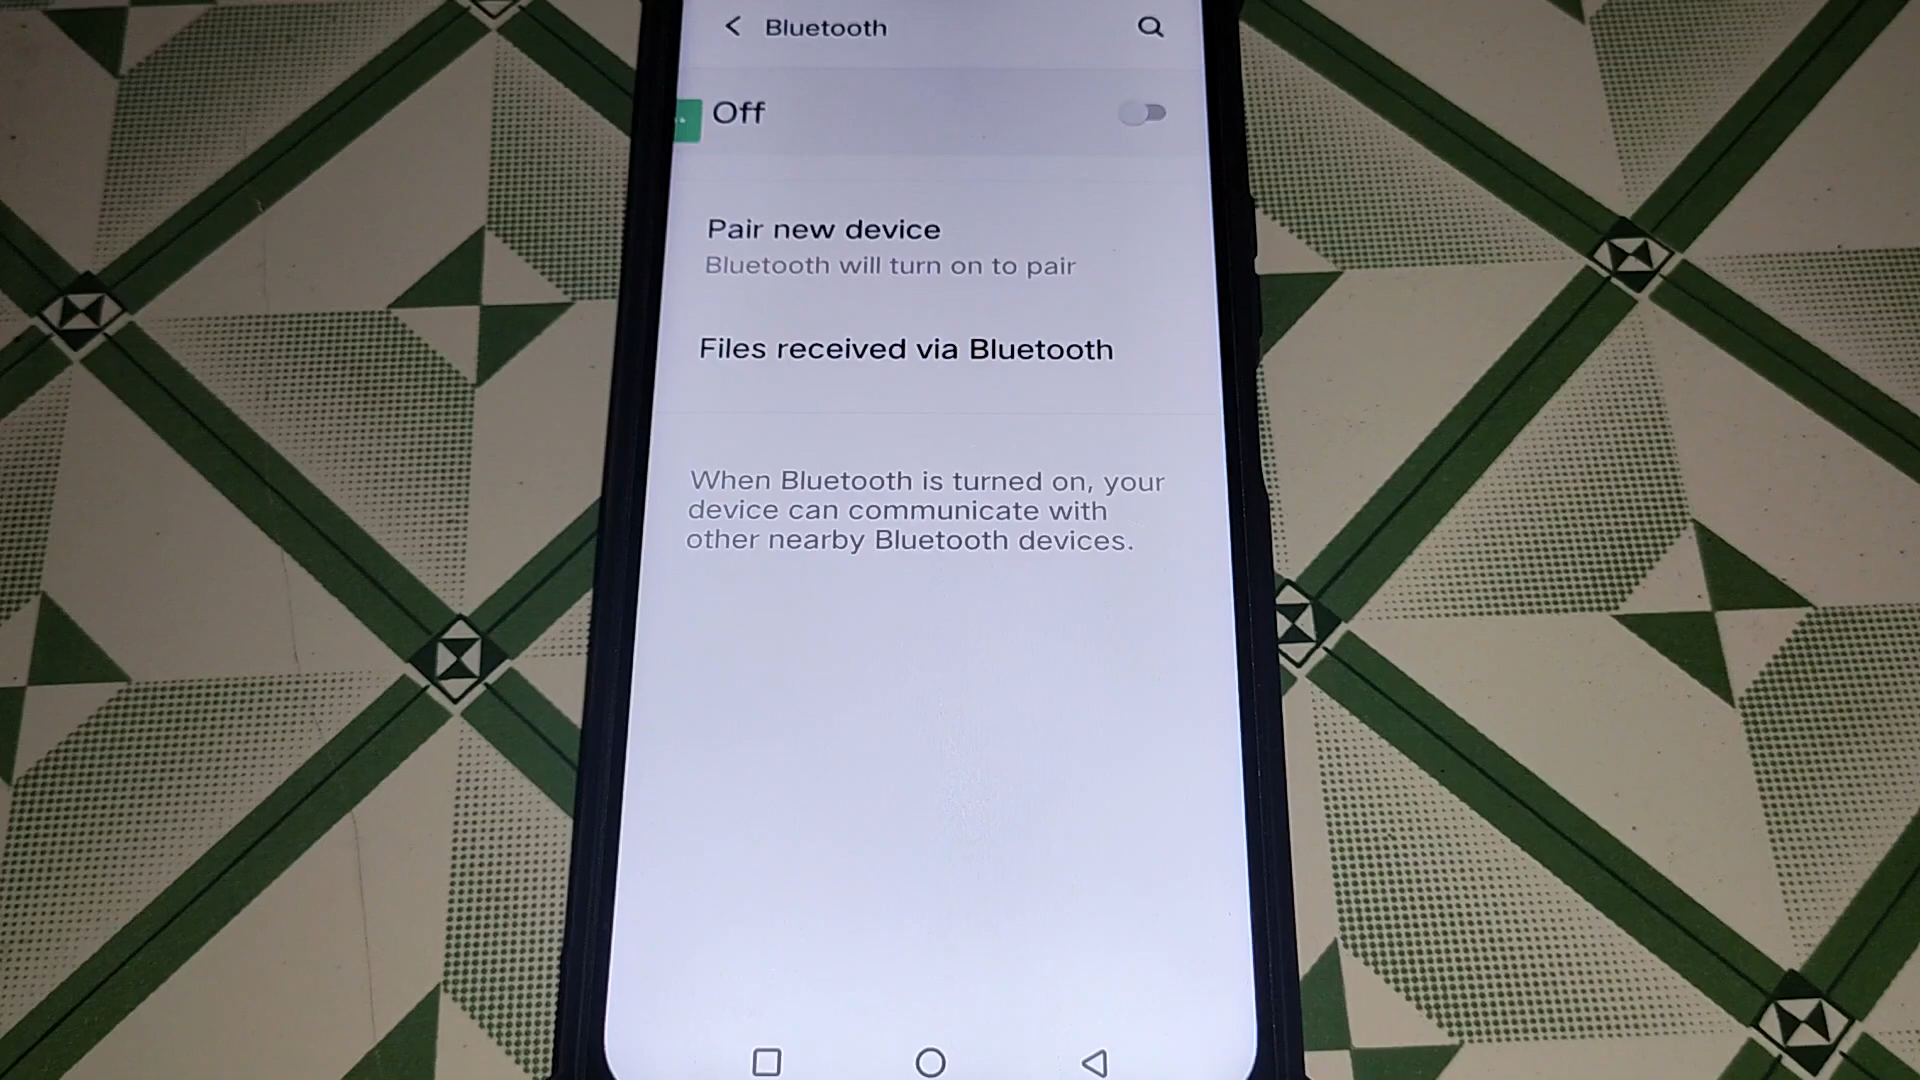 Bluetooth
Off
Pair new device
Bluetooth will turn on to pair
Files received via Bluetooth
When Bluetooth is turned on, your
device can communicate with
other nearby Bluetooth devices.